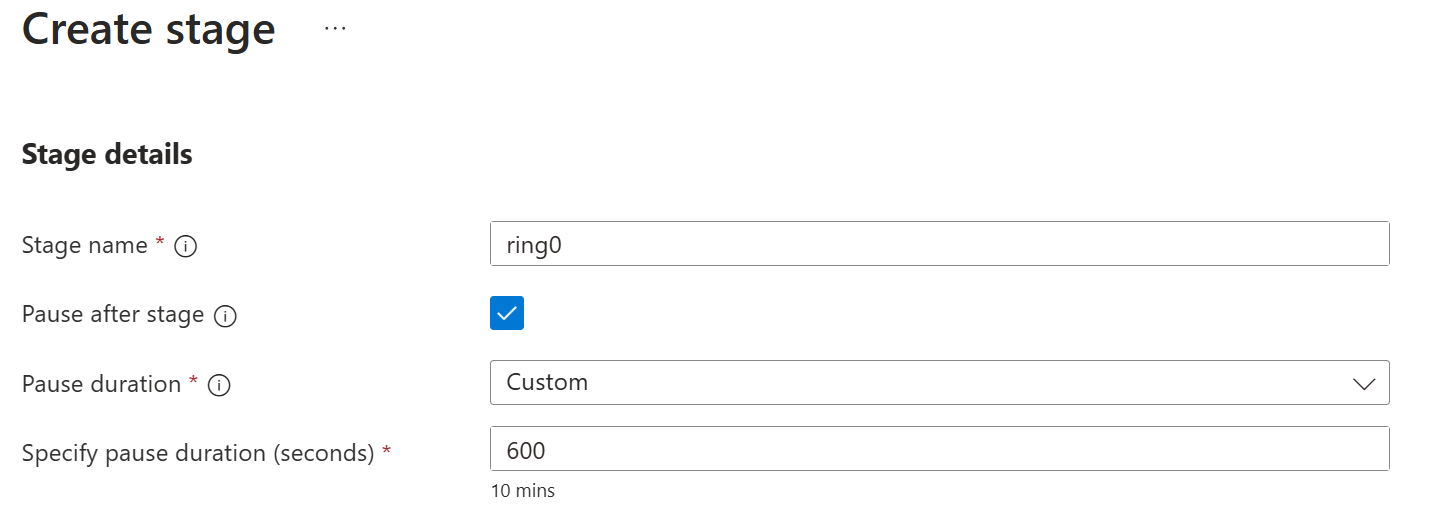 Create stage ...
Stage details
Stage name * ring0
Pause after stage
Pause duration * Custom
Specify pause duration (seconds) * 600
10 mins